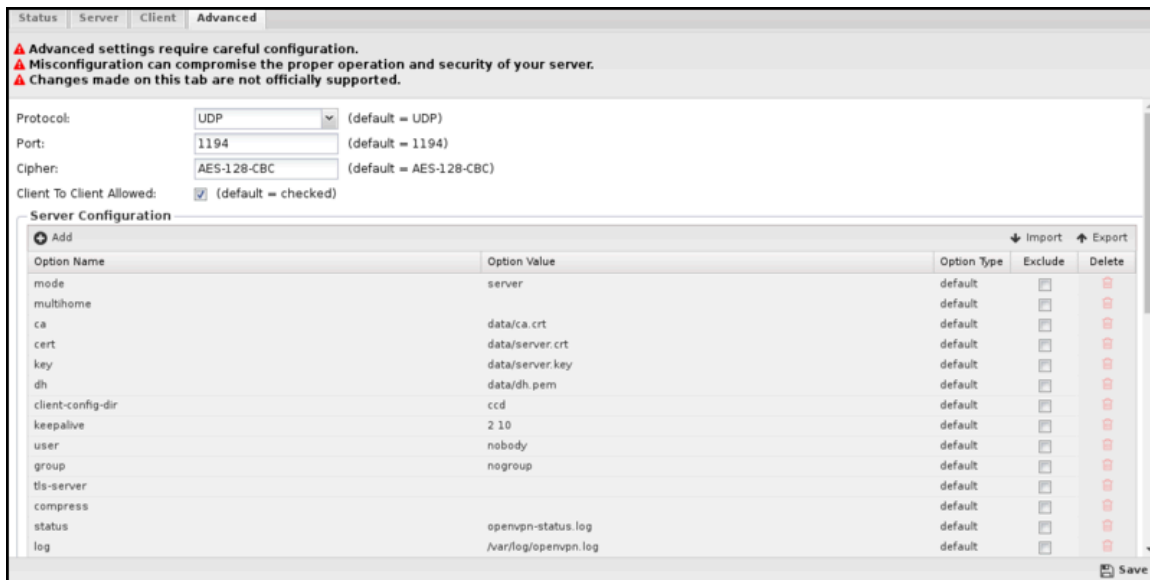 Status Server Client Advanced
Advanced settings require careful configuration.
Misconfiguration can compromise the proper operation and security of your server.
Changes made on this tab are not officially supported.
Protocol: UDP (default = UDP)
Port: 1194 (default = 1194)
Cipher: AES-128-CBC (default = AES-128-CBC)
Client To Client Allowed: (default = checked)
Server Configuration
Add Import Export
Option Name Option Value Option Type Exclude Delete
mode server default
multihome default
ca data/ca.crt default
cert data/server.crt default
key data/server.key default
dh data/dh.pem default
client-config-dir ccd default
keepalive 2 10 default
user nobody default
group nogroup default
tls-server default
compress default
status openvpn-status.log default
log /var/log/openvpn.log default
Save